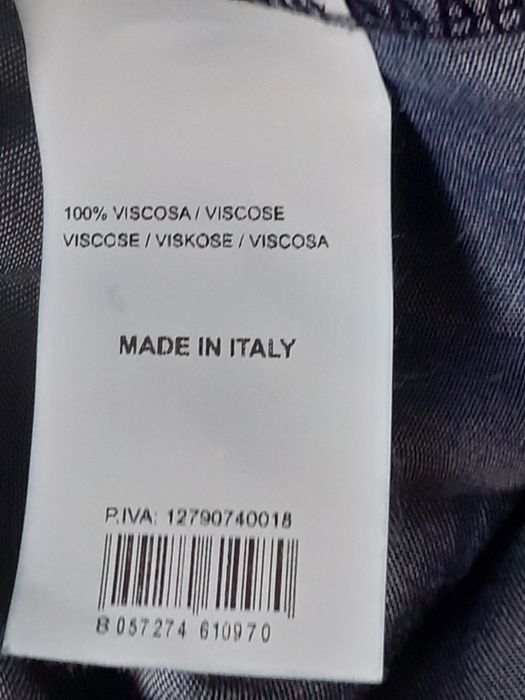 100% VISCOSA / VISCOSE
VISCOSE / VISKOSE / VISCOSA
MADE IN ITALY
P.IVA: 12790740018
8 057274 610970